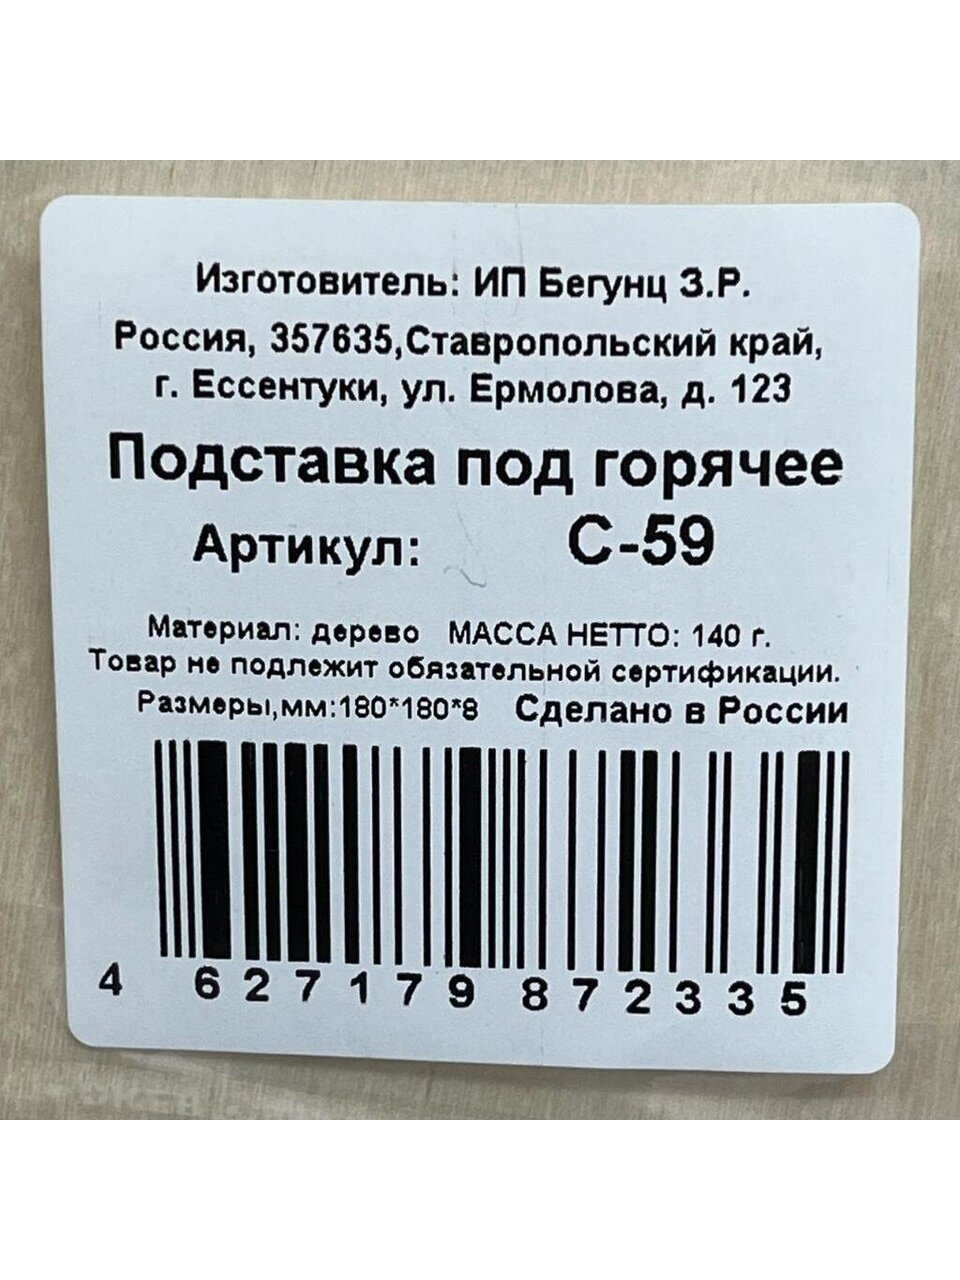 Изготовитель: ИП Бегунц З.Р.
Россия, 357635,Ставропольский край,
г. Ессентуки, ул. Ермолова, д. 123
Подставка под горячее
Артикул: С-59
Материал: дерево МАССА НЕТТО: 140 г.
Товар не подлежит обязательной сертификации.
Размеры,мм:180*180*8 Сделано в России
4 627179 872335